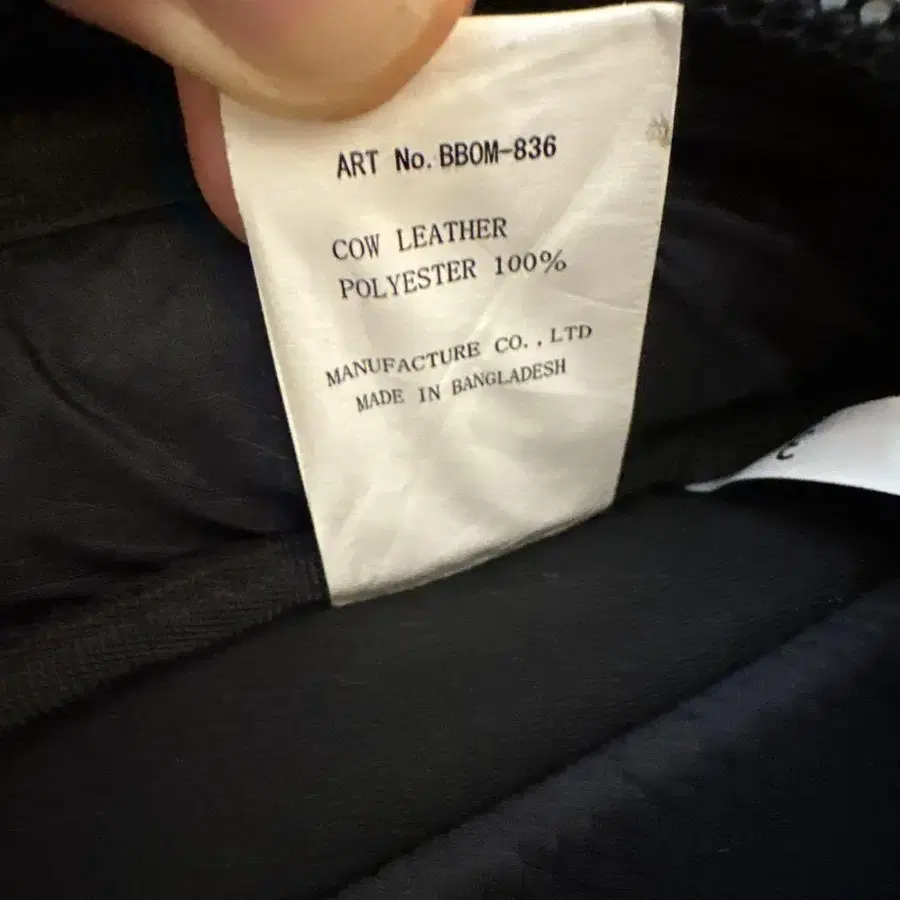 ART No. BBOM-836
COW LEATHER
POLYESTER 100%
MANUFACTURE CO., LTD
MADE IN BANGLADESH